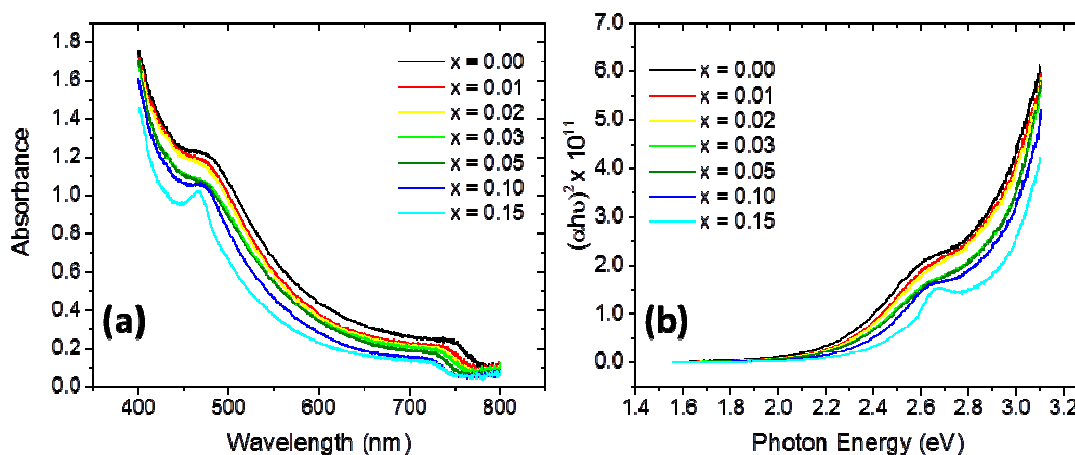 1.8
1.6
1.4
1.2
1.0
0.8
0.6
0.4
0.2
0.0
Absorbance
x = 0.00
x = 0.01
x = 0.02
x = 0.03
x = 0.05
x = 0.10
x = 0.15
(a)
400 500 600 700 800
Wavelength (nm)
7.0
6.0
5.0
4.0
3.0
2.0
1.0
0.0
(αhυ)² x 10¹¹
x = 0.00
x = 0.01
x = 0.02
x = 0.03
x = 0.05
x = 0.10
x = 0.15
(b)
1.4 1.6 1.8 2.0 2.2 2.4 2.6 2.8 3.0 3.2
Photon Energy (eV)